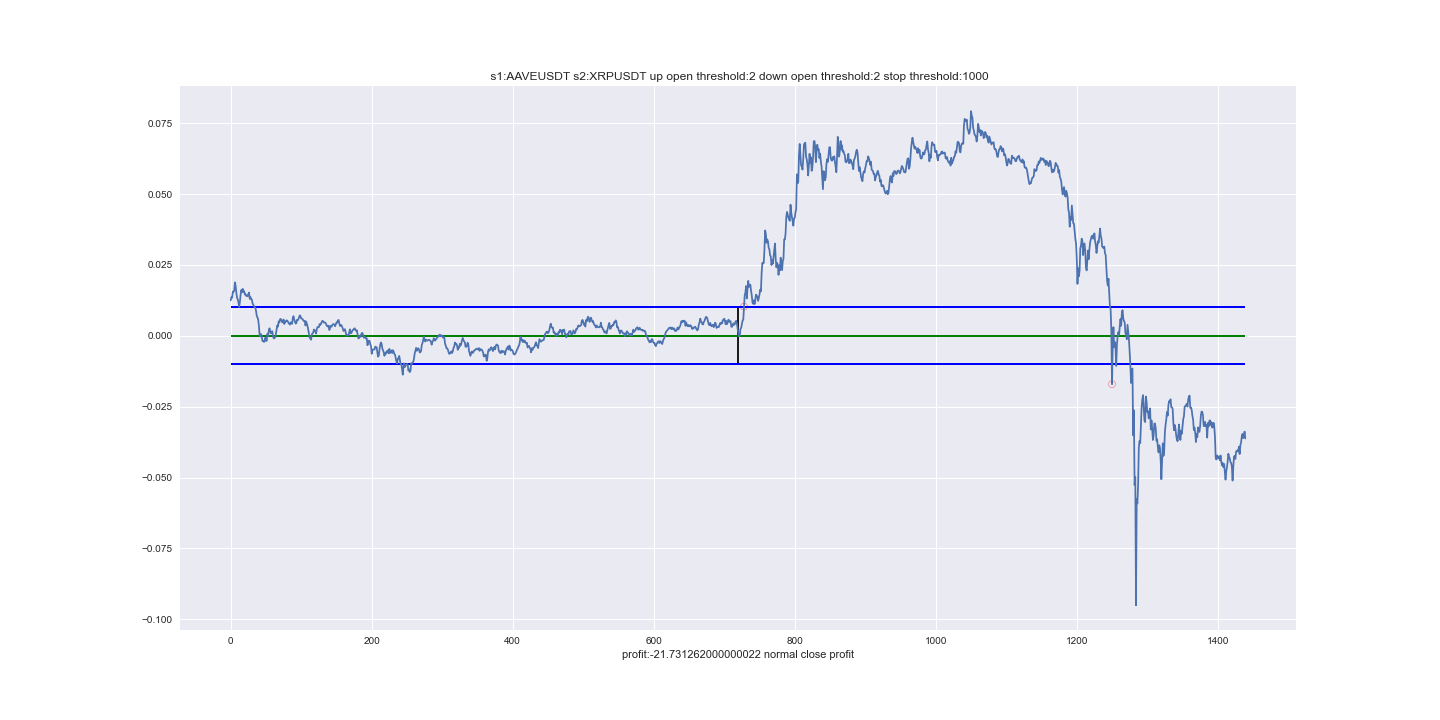 s1:AAVEUSDT s2:XRPUSDT up open threshold:2 down open threshold:2 stop threshold:1000
0.075
0.050
0.025
0.000
−0.025
−0.050
−0.075
−0.100
0 200 400 600 800 1000 1200 1400
profit:-21.731262000000022 normal close profit